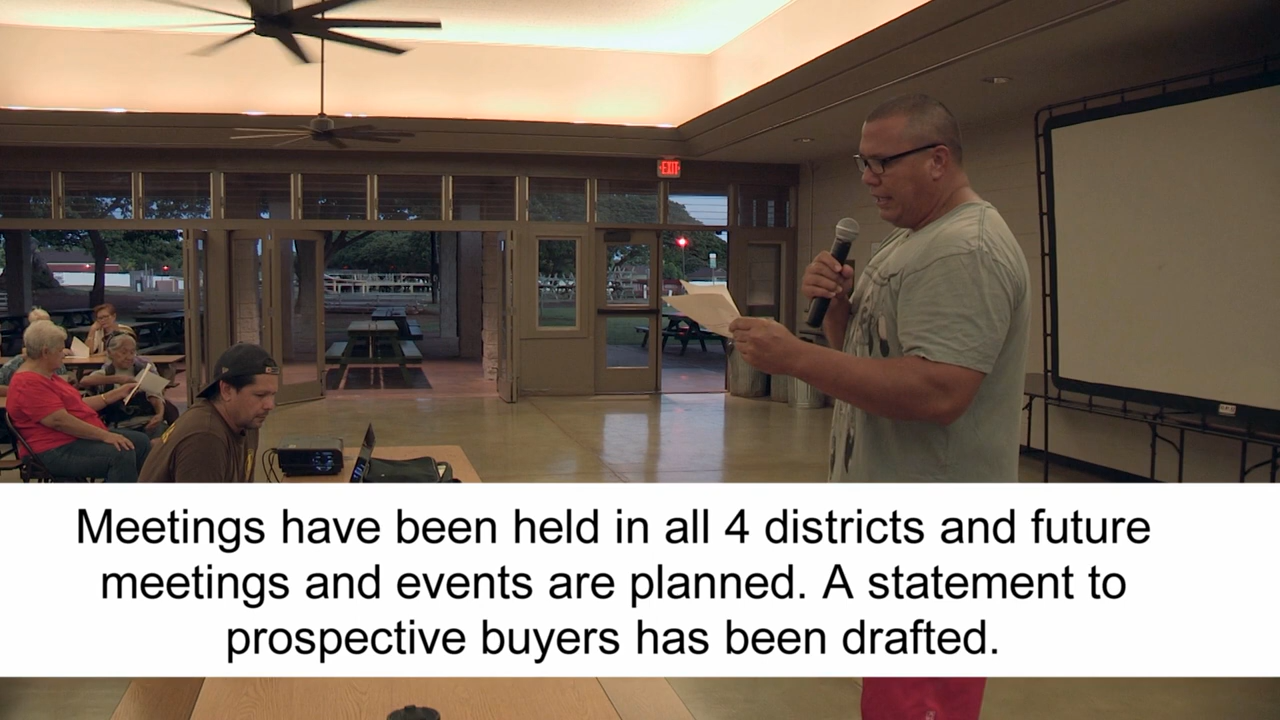 EXIT
Meetings have been held in all 4 districts and future
meetings and events are planned. A statement to
prospective buyers has been drafted.